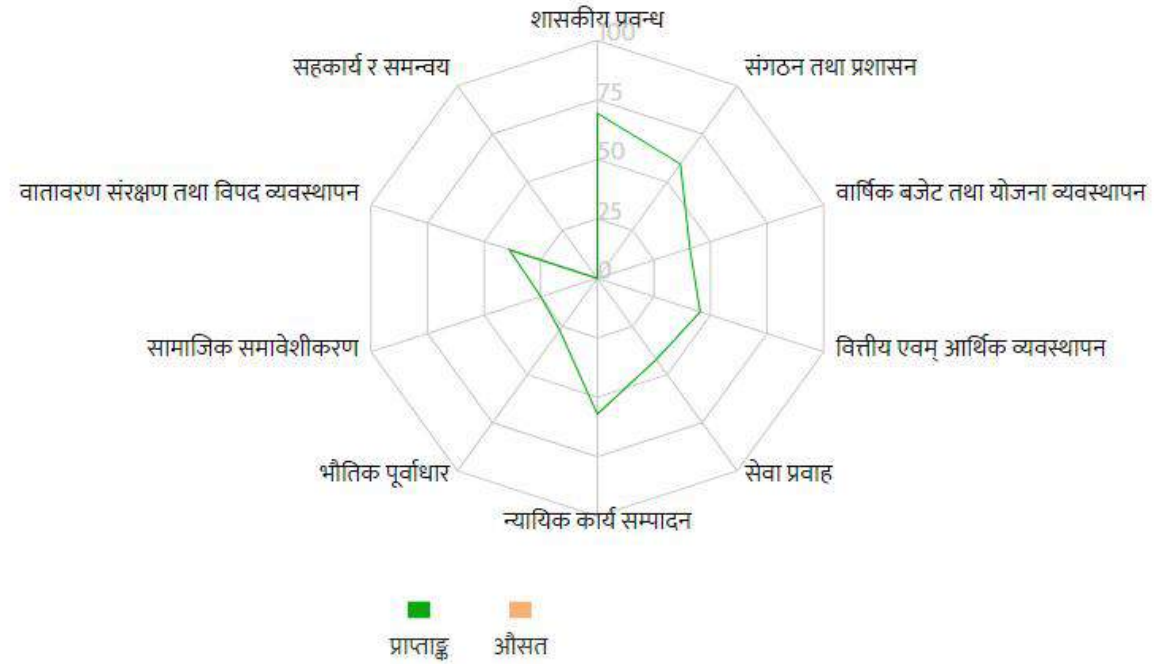 शासकीय प्रवन्ध
100
सहकार्य र समन्वय
संगठन तथा प्रशासन
75
50
वातावरण संरक्षण तथा विपद व्यवस्थापन
वार्षिक बजेट तथा योजना व्यवस्थापन
25
0
सामाजिक समावेशीकरण
वित्तीय एवम् आर्थिक व्यवस्थापन
भौतिक पूर्वाधार
सेवा प्रवाह
न्यायिक कार्य सम्पादन
प्राप्ताङ्क
औसत